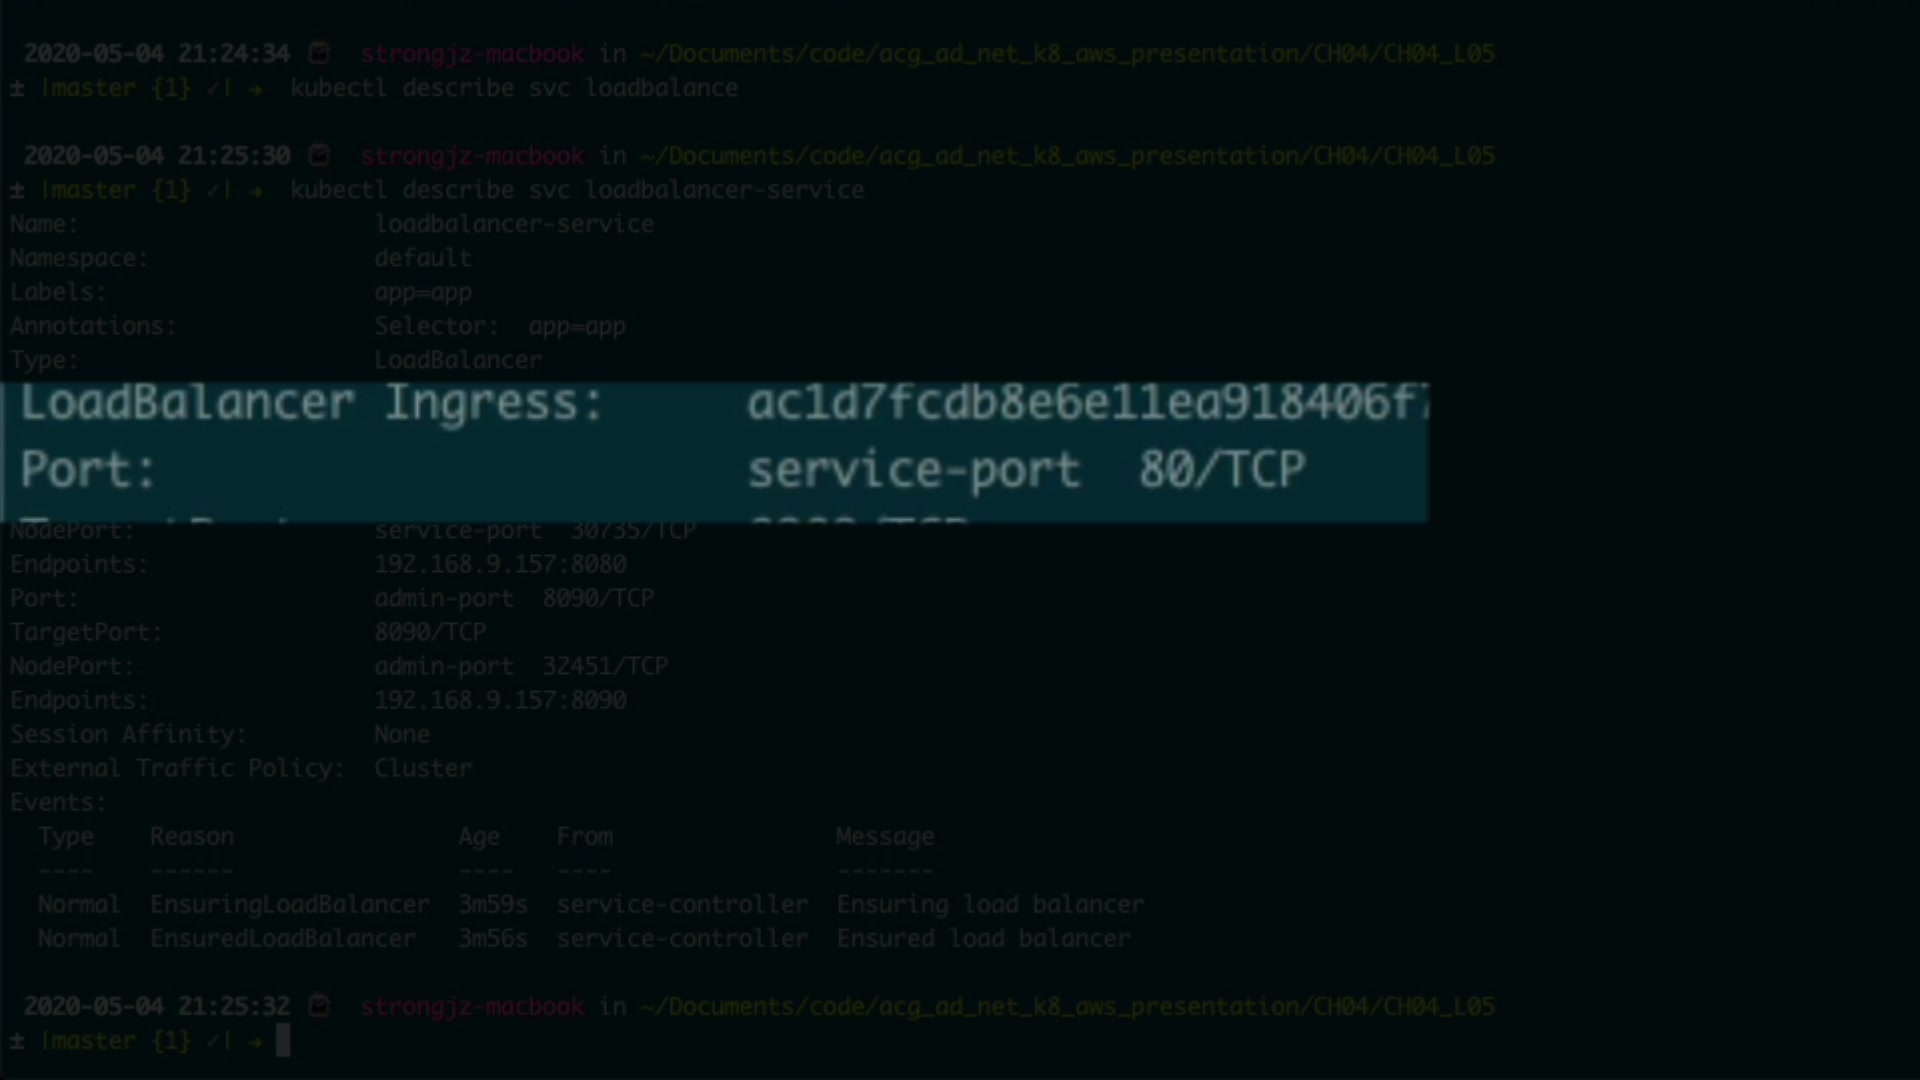 2020-05-04 21:24:34 strongjz-macbook in ~/Documents/code/acg_ad_net_k8_aws_presentation/CH04/CH04_L05
± |master {1} ✓| → kubectl describe svc loadbalance
2020-05-04 21:25:30 strongjz-macbook in ~/Documents/code/acg_ad_net_k8_aws_presentation/CH04/CH04_L05
± |master {1} ✓| → kubectl describe svc loadbalancer-service
Name: loadbalancer-service
Namespace: default
Labels: app=app
Annotations: Selector: app=app
Type: LoadBalancer
LoadBalancer Ingress: ac1d7fcdb8e6e11ea918406f7
Port: service-port 80/TCP
NodePort: service-port 30735/TCP
Endpoints: 192.168.9.157:8080
Port: admin-port 8090/TCP
TargetPort: 8090/TCP
NodePort: admin-port 32451/TCP
Endpoints: 192.168.9.157:8090
Session Affinity: None
External Traffic Policy: Cluster
Events:
Type Reason Age From Message
---- ------ ---- ---- -------
Normal EnsuringLoadBalancer 3m59s service-controller Ensuring load balancer
Normal EnsuredLoadBalancer 3m56s service-controller Ensured load balancer
2020-05-04 21:25:32 strongjz-macbook in ~/Documents/code/acg_ad_net_k8_aws_presentation/CH04/CH04_L05
± |master {1} ✓| →